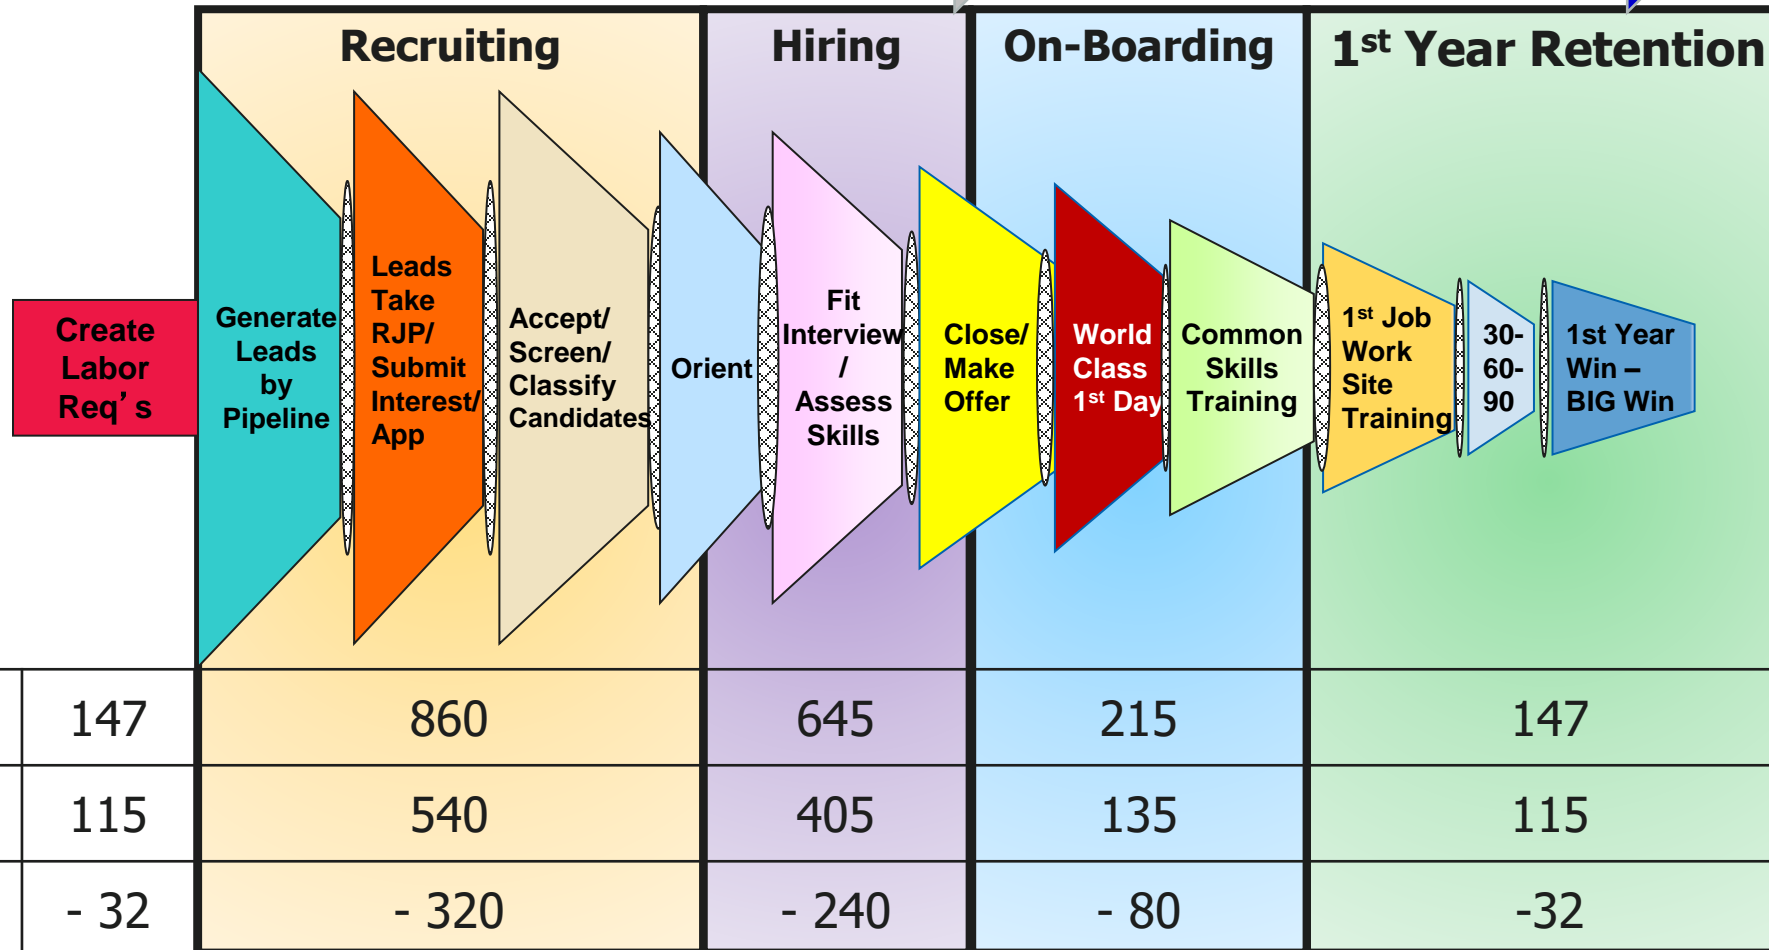 Recruiting
Hiring
On-Boarding
1st Year Retention
Create
Labor
Req's
Generate
Leads
by
Pipeline
Leads
Take
RJP/
Submit
Interest/
App
Accept/
Screen/
Classify
Candidates
Orient
Fit
Interview
/
Assess
Skills
Close/
Make
Offer
World
Class
1st Day
Common
Skills
Training
1st Job
Work
Site
Training
30-
60-
90
1st Year
Win –
BIG Win
147 860 645 215 147
115 540 405 135 115
- 32 - 320 - 240 - 80 -32